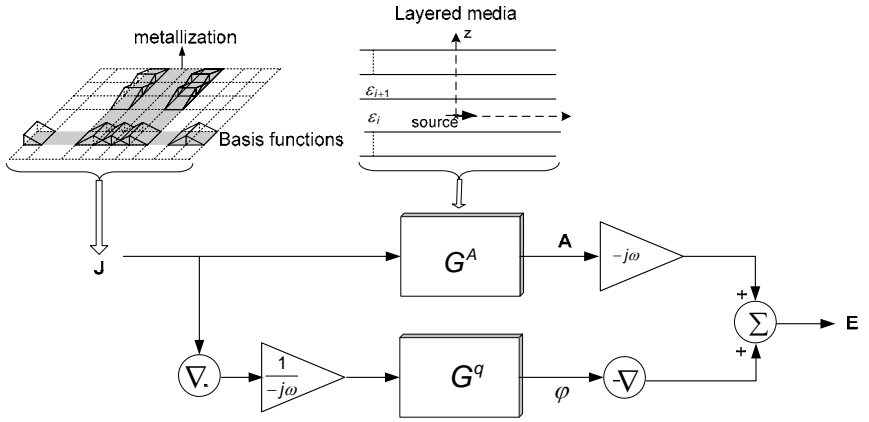 Layered media
z
metallization
ε_{i+1}
ε_i
source
Basis functions
J
G^A
A
-jω
+
Σ
E
+
∇.
1
-jω
G^q
φ
-∇